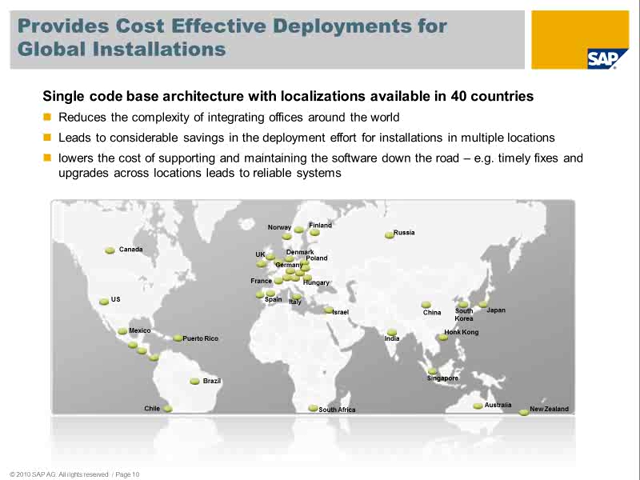 Provides Cost Effective Deployments for
Global Installations
SAP
Single code base architecture with localizations available in 40 countries
Reduces the complexity of integrating offices around the world
Leads to considerable savings in the deployment effort for installations in multiple locations
lowers the cost of supporting and maintaining the software down the road – e.g. timely fixes and
upgrades across locations leads to reliable systems
Norway
Finland
Russia
Canada
UK
Denmark
Poland
Germany
France
Hungary
US
Spain
Italy
Israel
China
South
Korea
Japan
Mexico
Puerto Rico
India
Honk Kong
Singapore
Brazil
Chile
South Africa
Australia
New Zealand
© 2010 SAP AG. All rights reserved. / Page 10